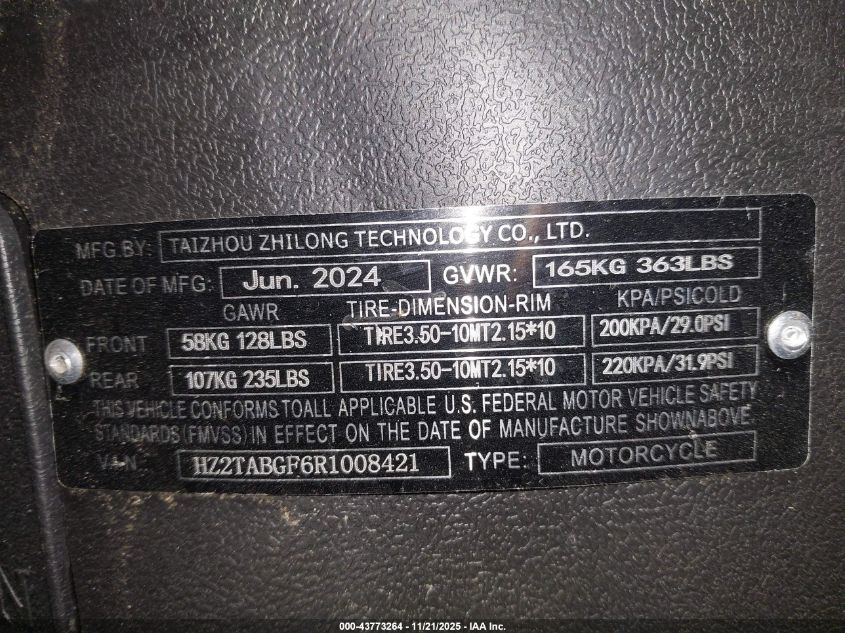 MFG.BY: TAIZHOU ZHILONG TECHNOLOGY CO., LTD.
DATE OF MFG: Jun. 2024 GVWR: 165KG 363LBS
GAWR TIRE-DIMENSION-RIM KPA/PSICOLD
FRONT 58KG 128LBS TIRE3.50-10MT2.15*10 200KPA/29.0PSI
REAR 107KG 235LBS TIRE3.50-10MT2.15*10 220KPA/31.9PSI
THIS VEHICLE CONFORMS TOALL APPLICABLE U.S. FEDERAL MOTOR VEHICLE SAFETY
STANDARDS (FMVSS) IN EFFECT ON THE DATE OF MANUFACTURE SHOWNABOVE
V.I.N: HZ2TABGF6R1008421 TYPE: MOTORCYCLE
000-43773264 - 11/21/2025 - IAA Inc.